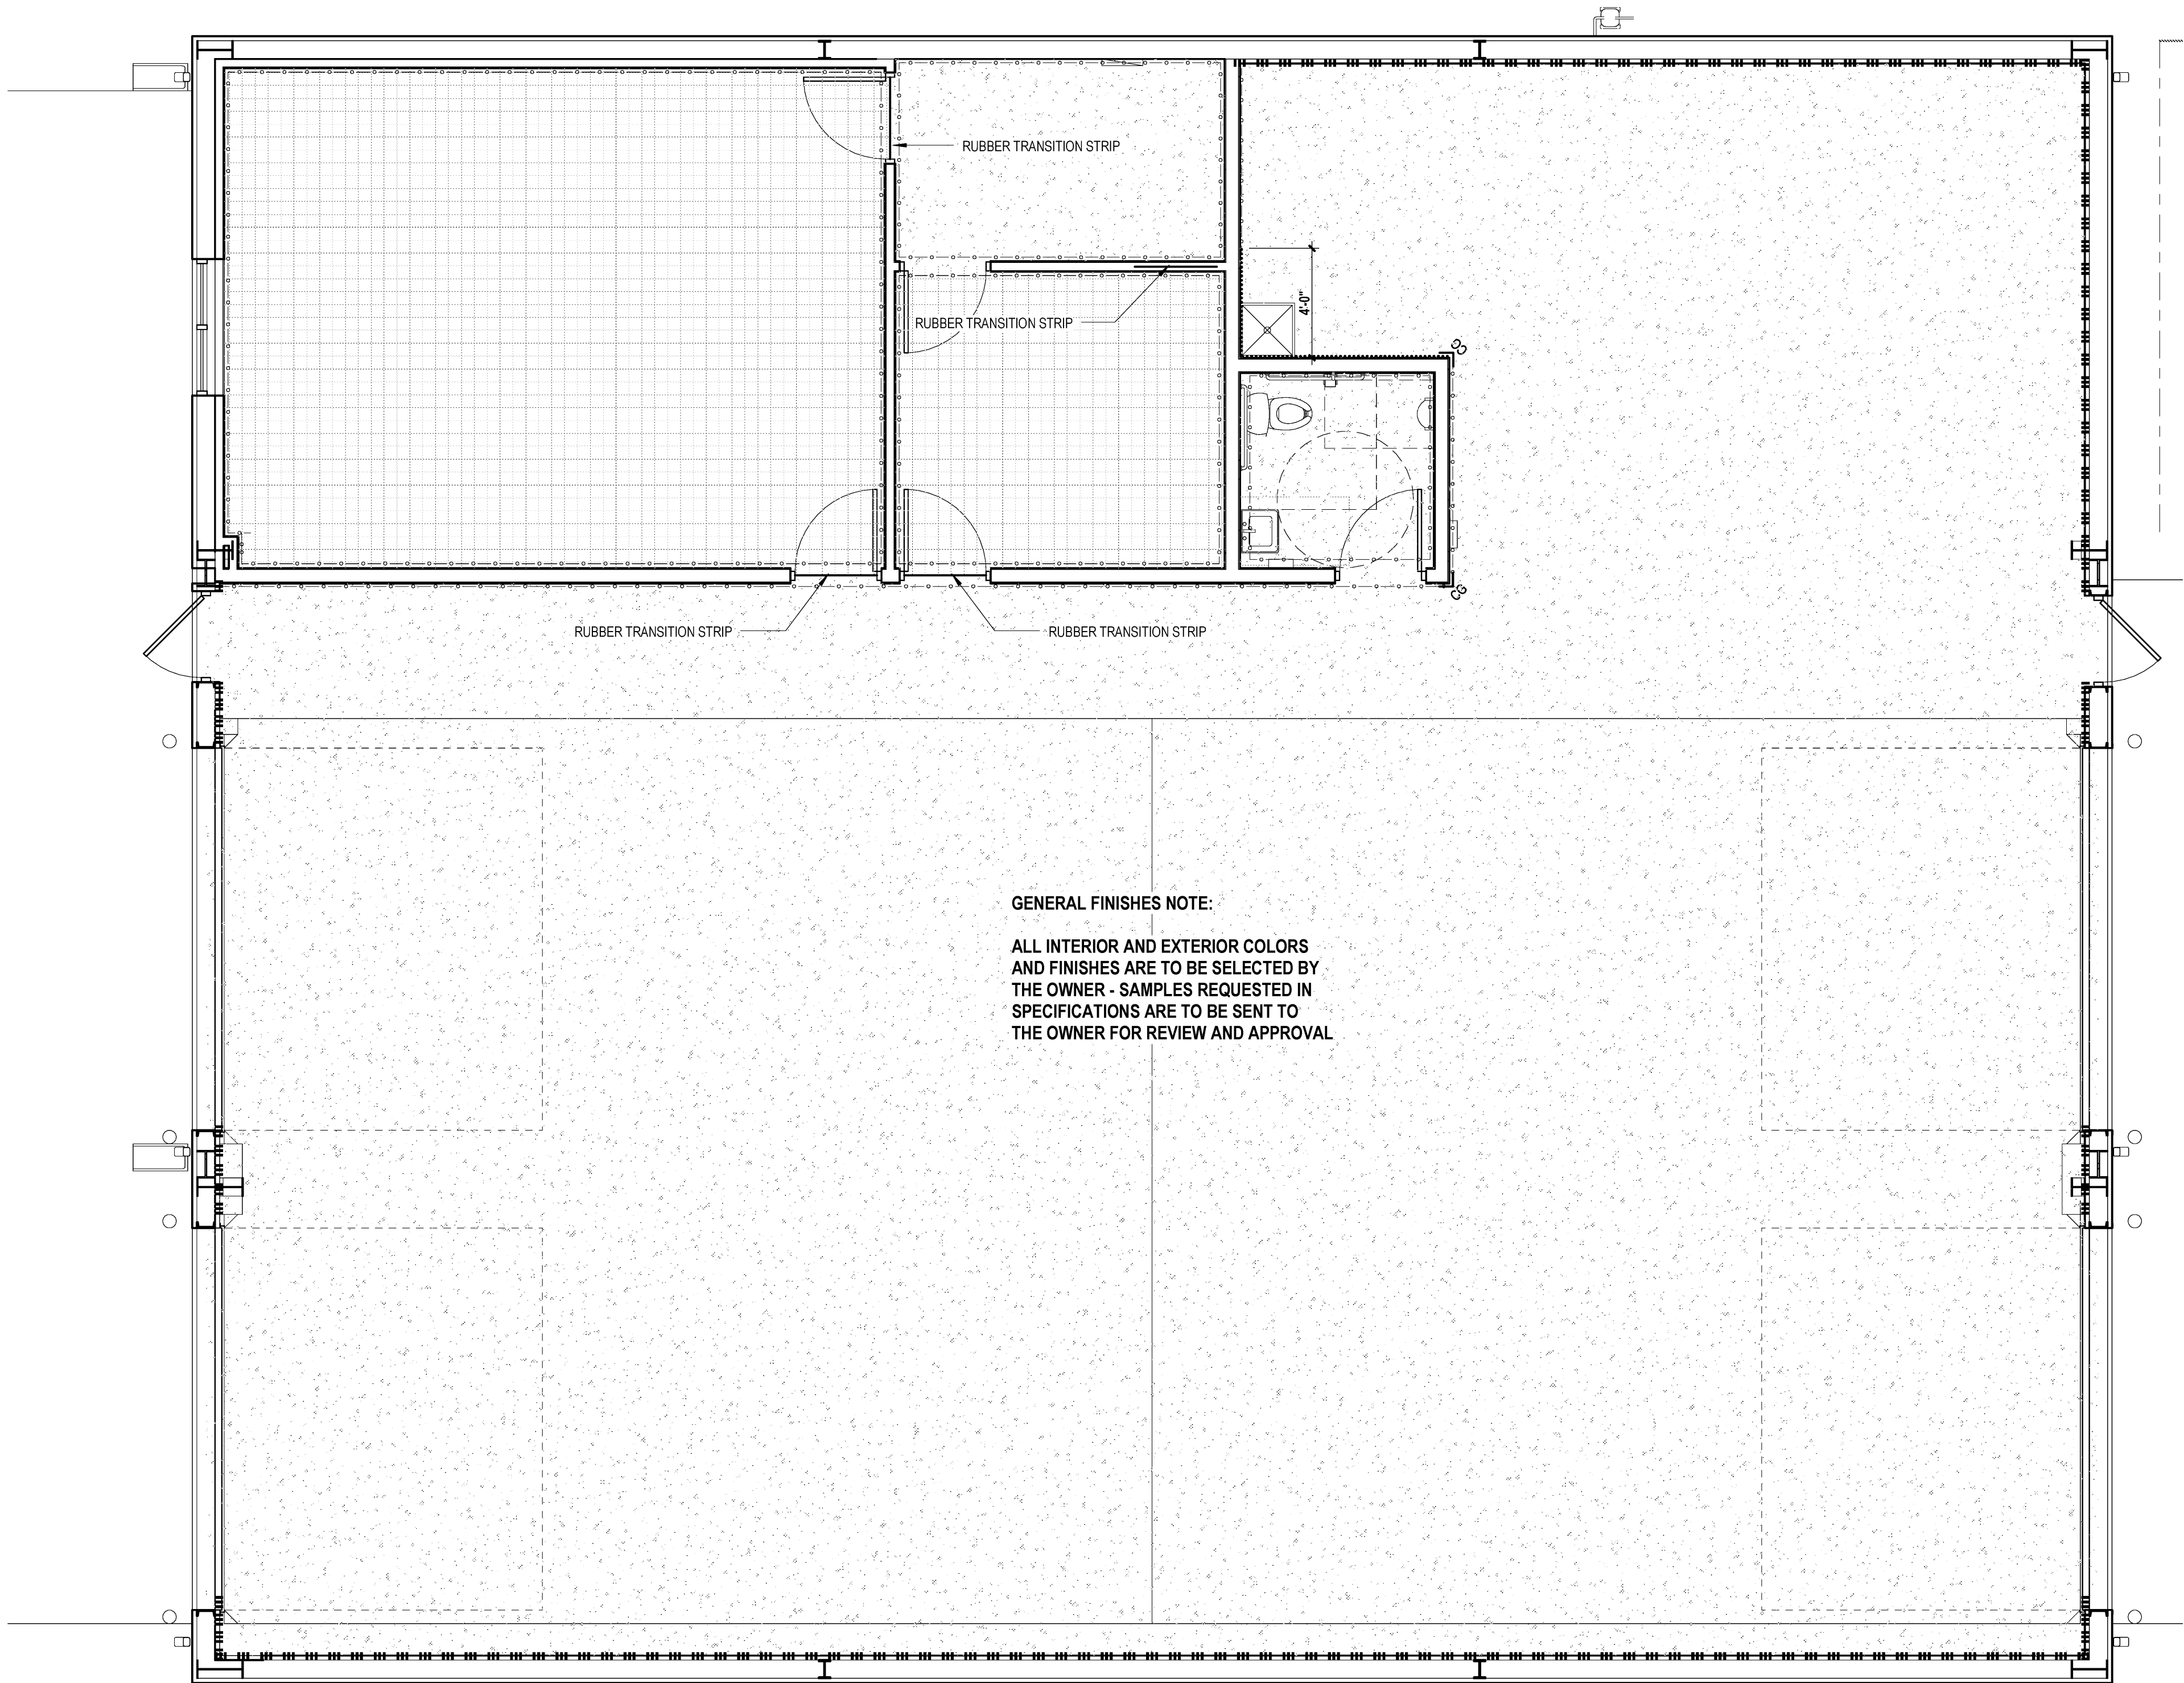 RUBBER TRANSITION STRIP
RUBBER TRANSITION STRIP
4'-0"
CG
CG
RUBBER TRANSITION STRIP
RUBBER TRANSITION STRIP
GENERAL FINISHES NOTE:
ALL INTERIOR AND EXTERIOR COLORS
AND FINISHES ARE TO BE SELECTED BY
THE OWNER - SAMPLES REQUESTED IN
SPECIFICATIONS ARE TO BE SENT TO
THE OWNER FOR REVIEW AND APPROVAL